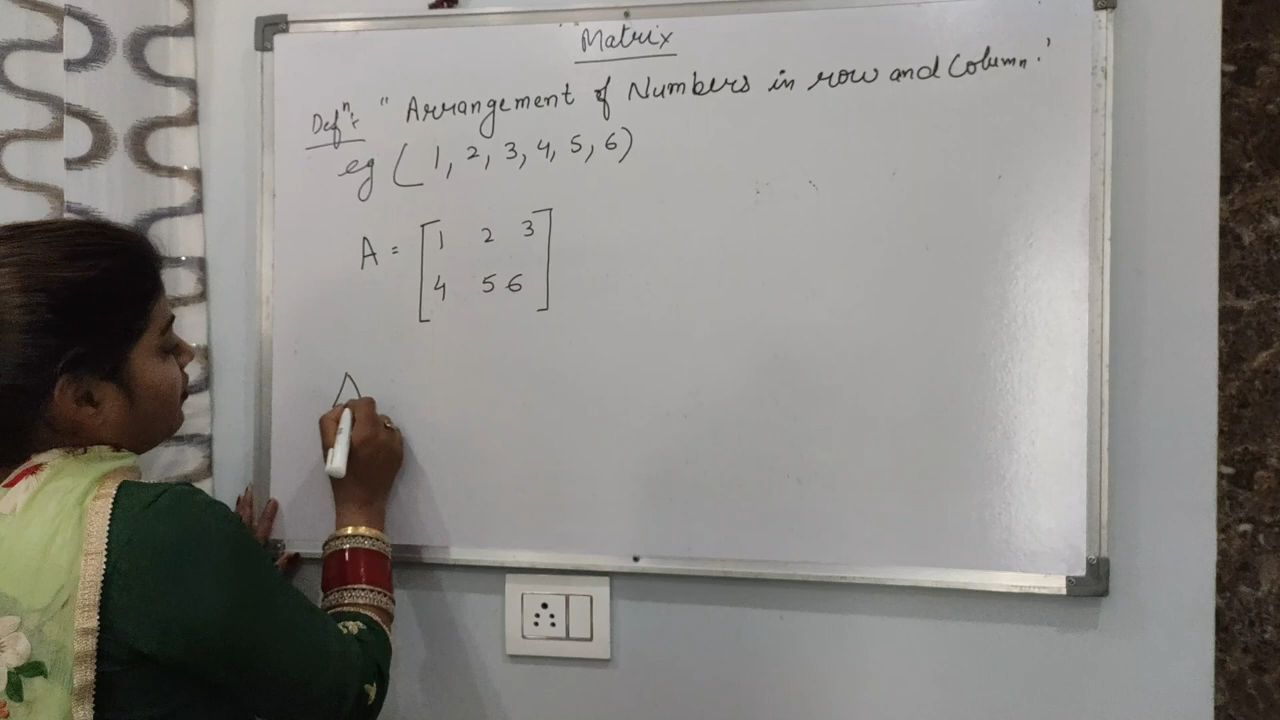 Matrix
Defⁿ:- " Arrangement of Numbers in row and Column."
eg ( 1, 2, 3, 4, 5, 6)
A = [1 2 3
4 5 6]
A